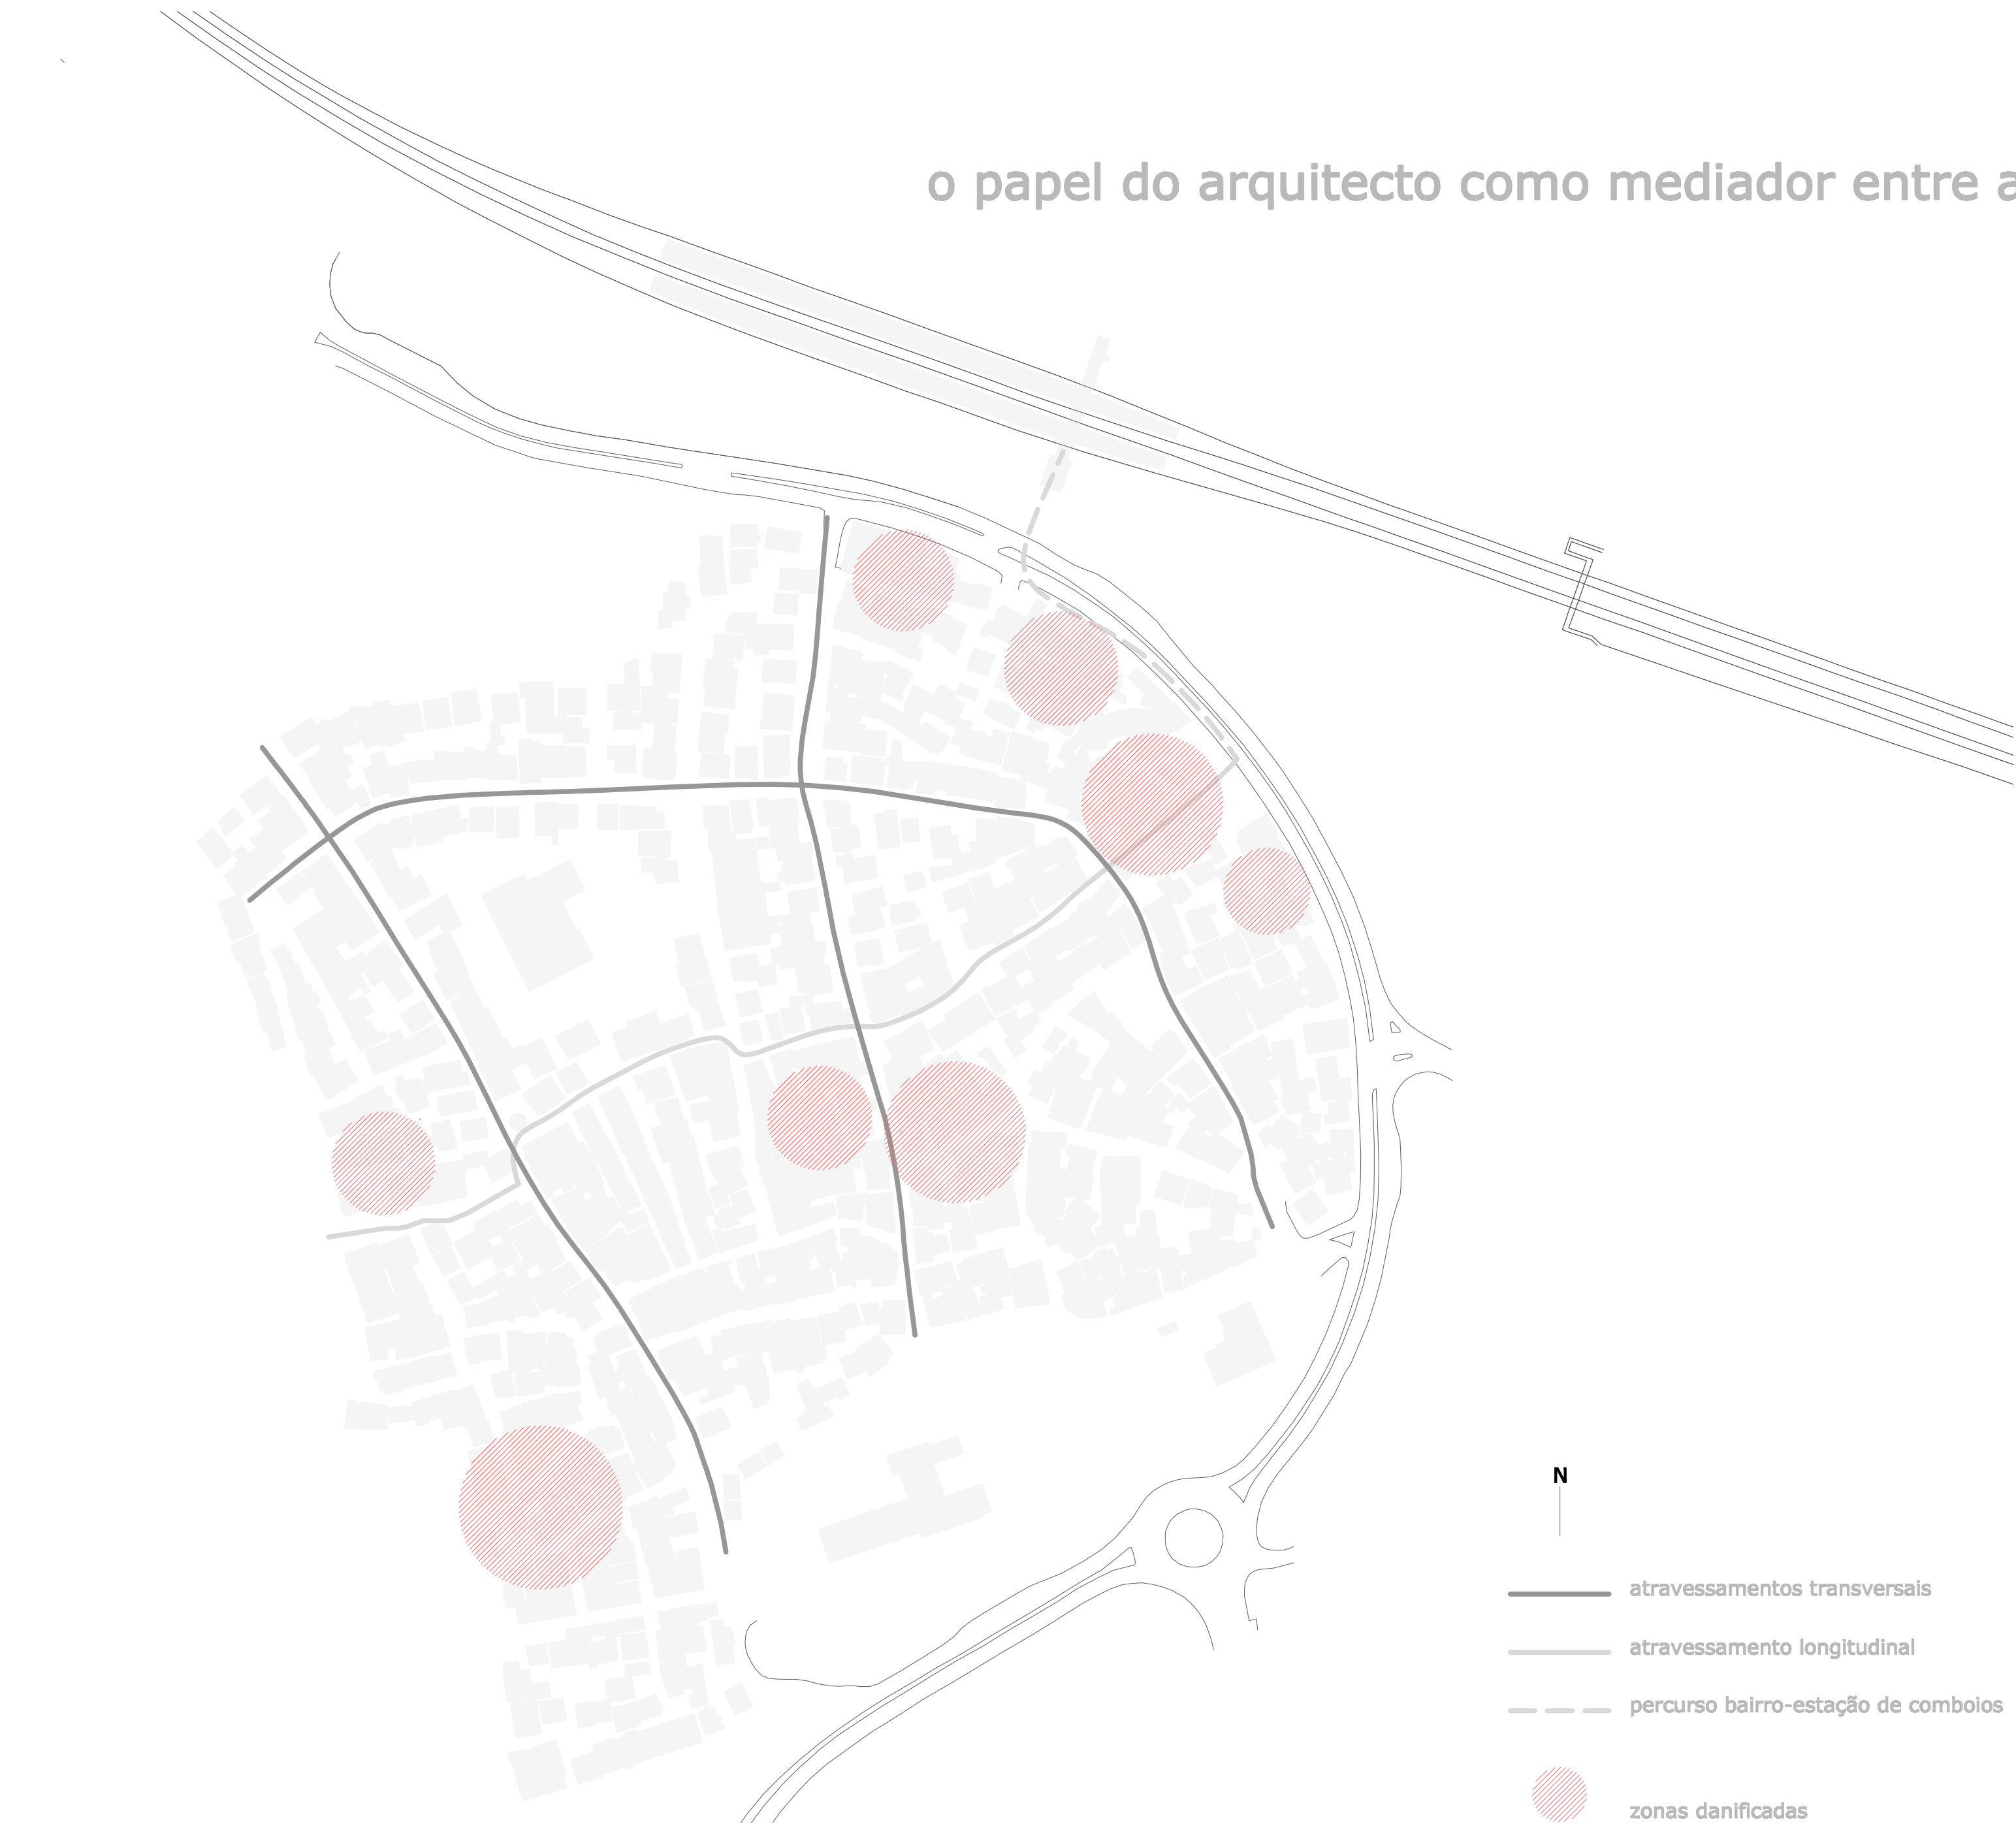 o papel do arquitecto como mediador entre a
N
atravessamentos transversais
atravessamento longitudinal
percurso bairro-estação de comboios
zonas danificadas